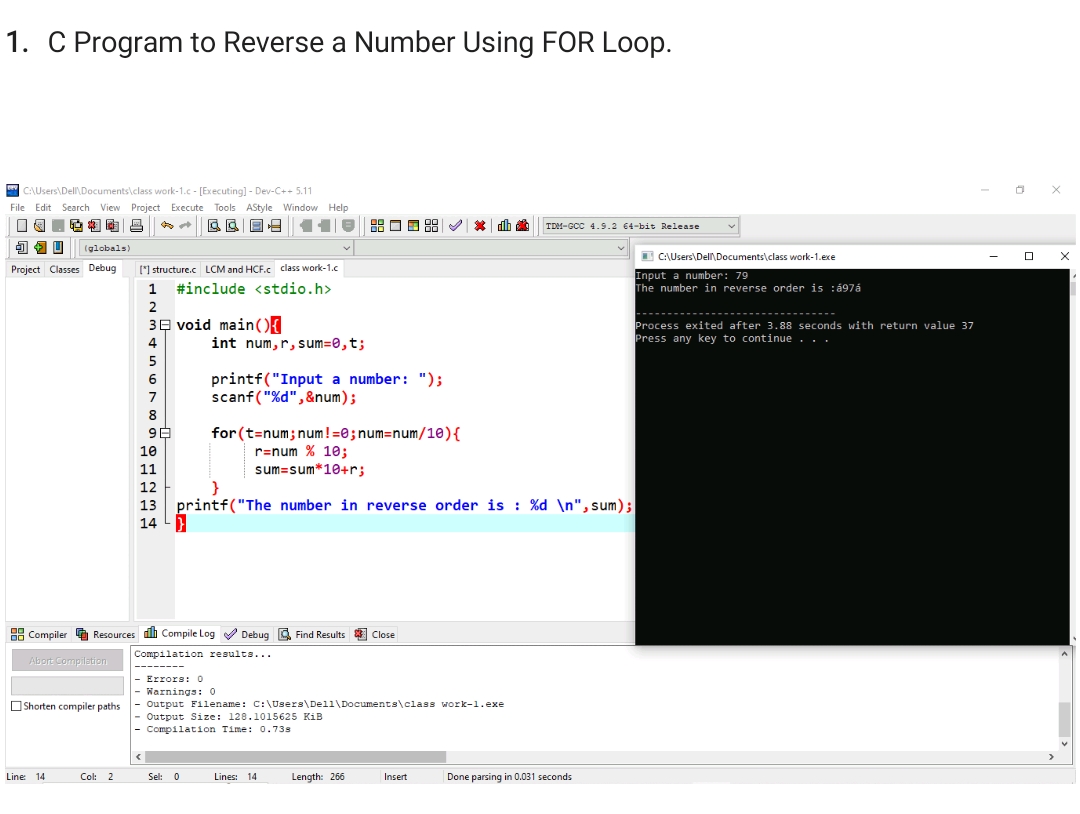 1. C Program to Reverse a Number Using FOR Loop.
C:\Users\Dell\Documents\class work-1.c - [Executing] - Dev-C++ 5.11
File Edit Search View Project Execute Tools AStyle Window Help
TDM-GCC 4.9.2 64-bit Release
(globals)
Project Classes Debug
[*] structure.c LCM and HCF.c class work-1.c
1 #include <stdio.h>
2
3 void main(){
4 int num,r,sum=0,t;
5
6 printf("Input a number: ");
7 scanf("%d",&num);
8
9 for(t=num;num!=0;num=num/10){
10 r=num % 10;
11 sum=sum*10+r;
12 }
13 printf("The number in reverse order is : %d \n",sum);
14 }
C:\Users\Dell\Documents\class work-1.exe
Input a number: 79
The number in reverse order is :á97á
--------------------------------
Process exited after 3.88 seconds with return value 37
Press any key to continue . . .
Compiler Resources Compile Log Debug Find Results Close
Abort Compilation
Shorten compiler paths
Compilation results...
--------
- Errors: 0
- Warnings: 0
- Output Filename: C:\Users\Dell\Documents\class work-1.exe
- Output Size: 128.1015625 KiB
- Compilation Time: 0.73s
Line: 14 Col: 2 Sel: 0 Lines: 14 Length: 266 Insert Done parsing in 0.031 seconds